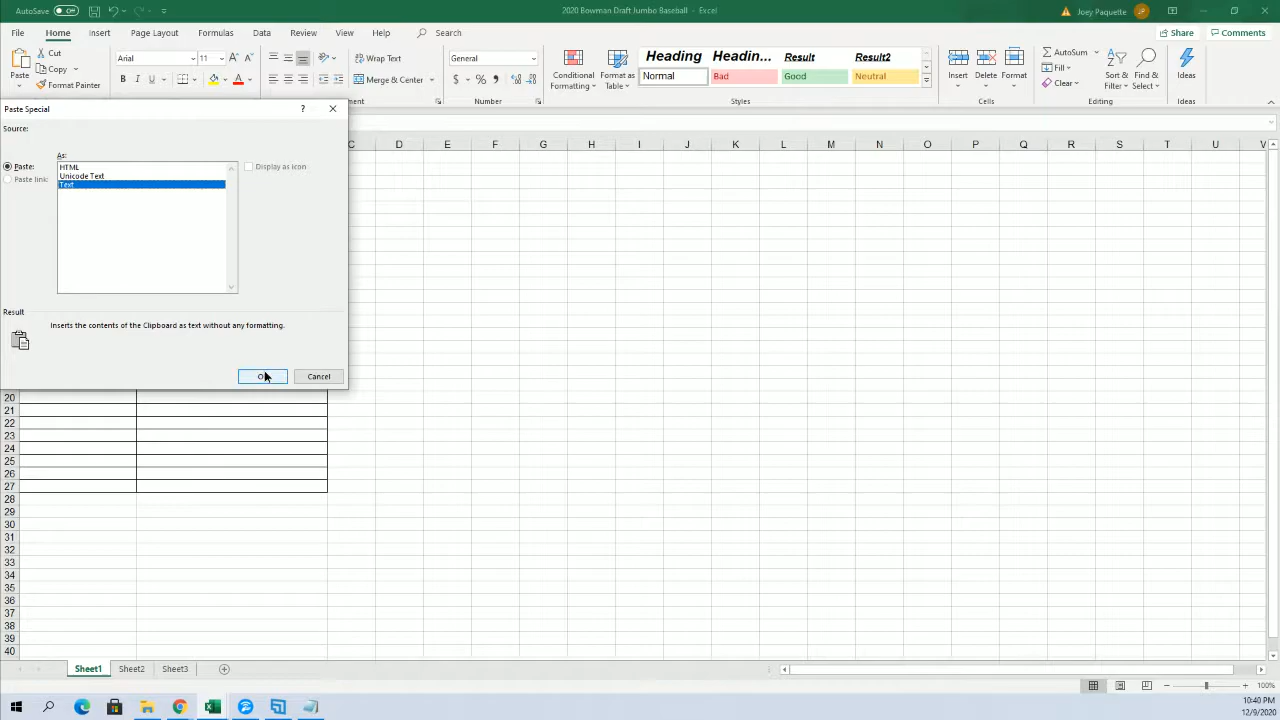 AutoSave Off 2020 Bowman Draft Jumbo Baseball - Excel Joey Paquette JP
File Home Insert Page Layout Formulas Data Review View Help Search Share Comments
Paste Cut Copy Format Painter
Arial 11 A A
B I U A
Wrap Text
Merge & Center
General
$ % 9
Conditional Formatting Format as Table
Heading Headin... Result Result2
Normal Bad Good Neutral
Insert Delete Format
AutoSum Fill Clear
Sort & Filter Find & Select
Ideas
Number Styles Cells Editing Ideas
Paste Special ?
Source:
As:
Paste:
Paste link:
HTML
Unicode Text
Text
Display as icon
Result
Inserts the contents of the Clipboard as text without any formatting.
Cancel
D E F G H I J K L M N O P Q R S T U V
20
21
22
23
24
25
26
27
28
29
30
31
32
33
34
35
36
37
38
39
40
Sheet1 Sheet2 Sheet3
100%
10:40 PM
12/9/2020